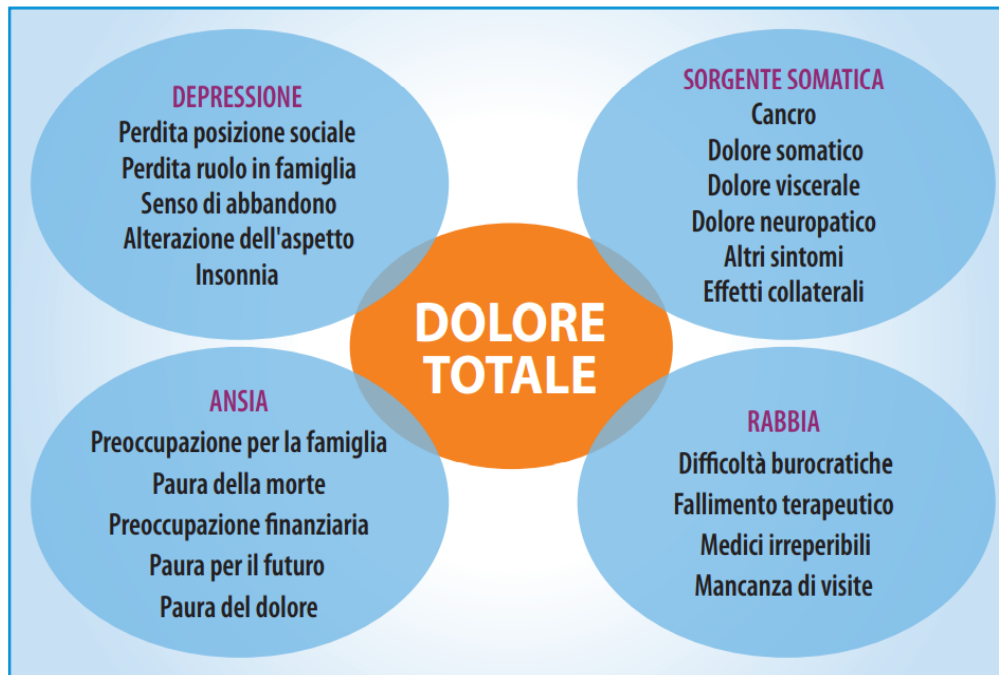 DEPRESSIONE
Perdita posizione sociale
Perdita ruolo in famiglia
Senso di abbandono
Alterazione dell'aspetto
Insonnia
SORGENTE SOMATICA
Cancro
Dolore somatico
Dolore viscerale
Dolore neuropatico
Altri sintomi
Effetti collaterali
DOLORE
TOTALE
ANSIA
Preoccupazione per la famiglia
Paura della morte
Preoccupazione finanziaria
Paura per il futuro
Paura del dolore
RABBIA
Difficoltà burocratiche
Fallimento terapeutico
Medici irreperibili
Mancanza di visite